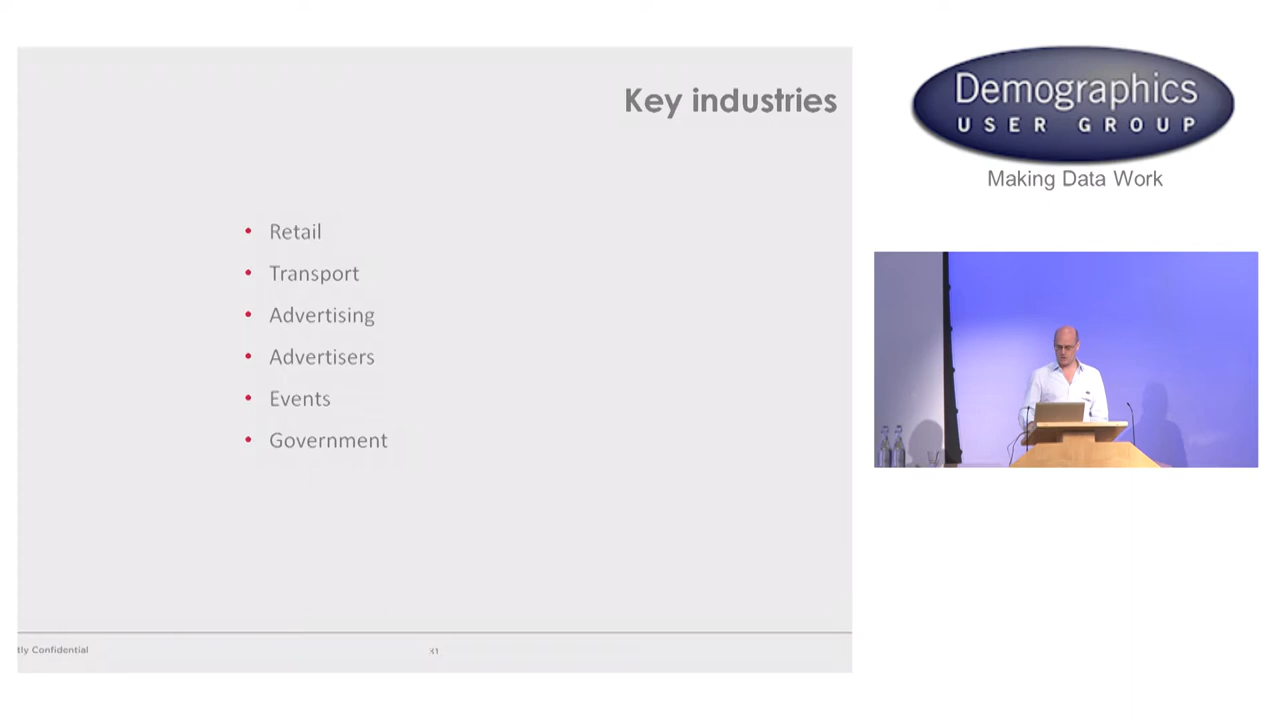 Key industries
• Retail
• Transport
• Advertising
• Advertisers
• Events
• Government
tly Confidential
Demographics
USER GROUP
Making Data Work